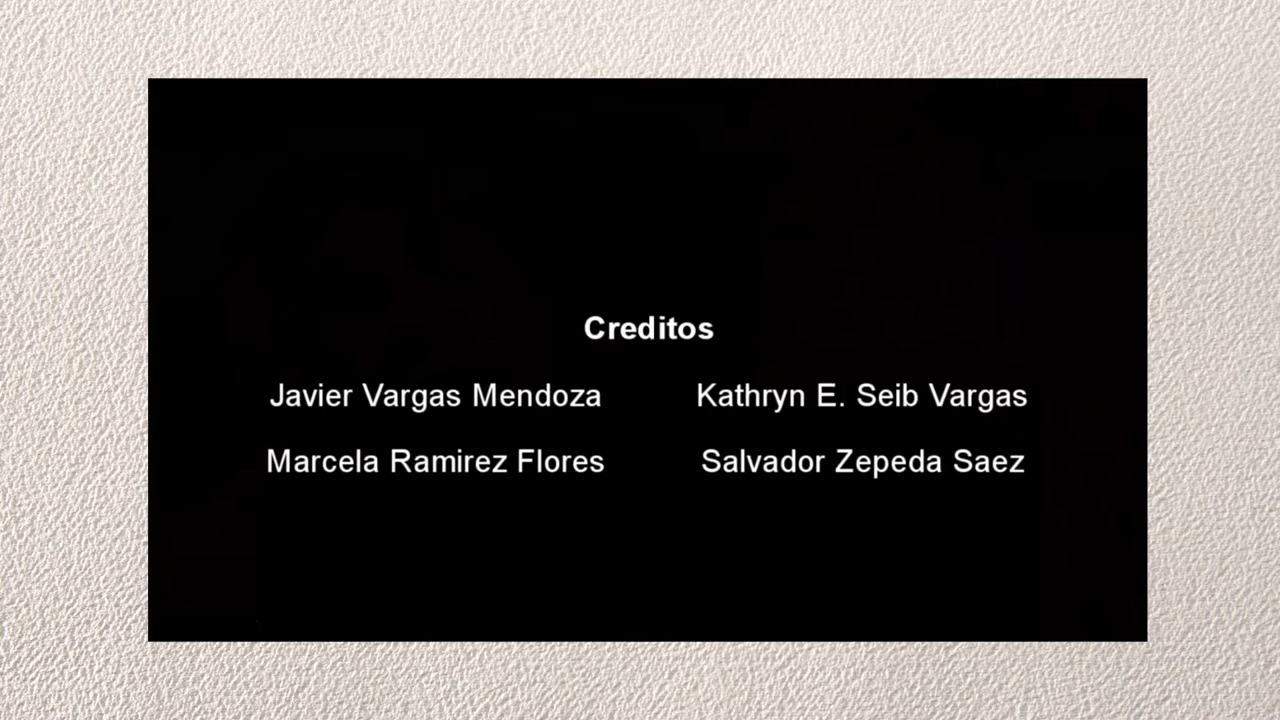 Creditos
Javier Vargas Mendoza
Kathryn E. Seib Vargas
Marcela Ramirez Flores
Salvador Zepeda Saez